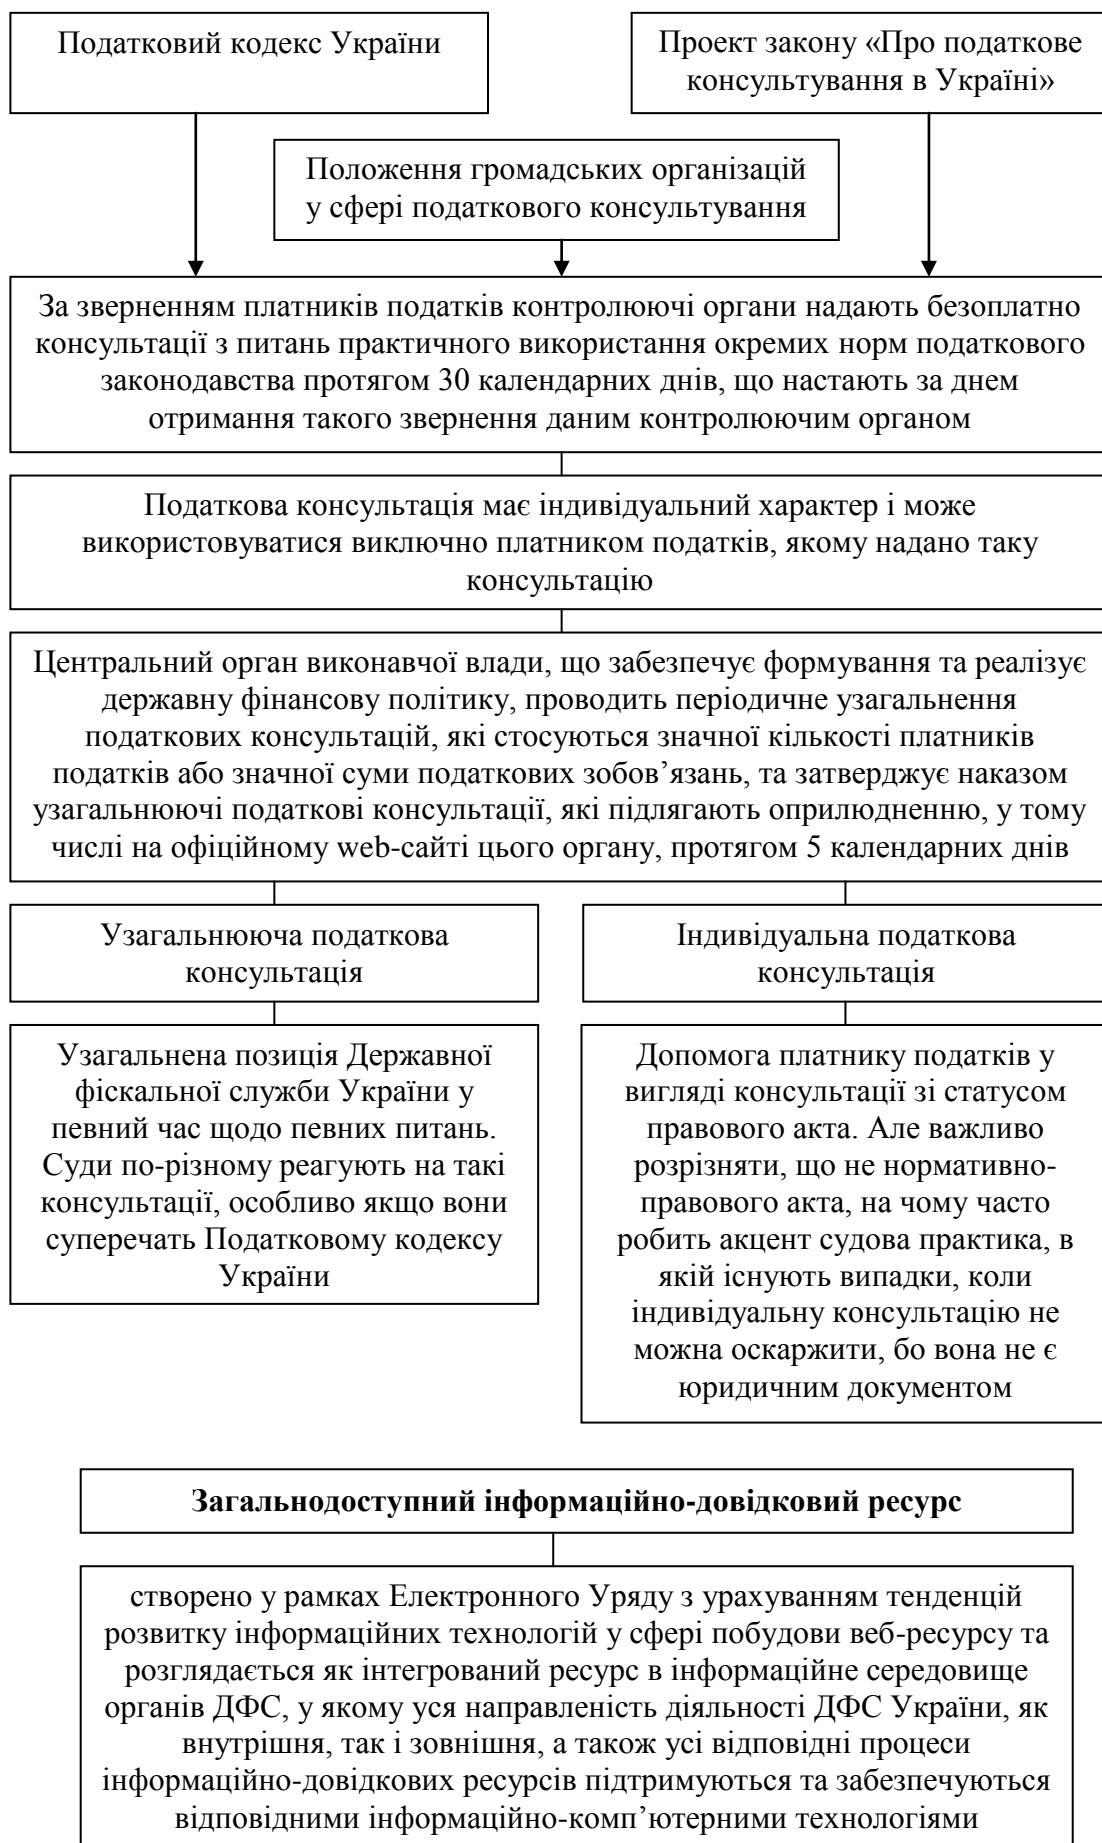 Податковий кодекс України
Проект закону «Про податкове
консультування в Україні»
Положення громадських організацій
у сфері податкового консультування
За зверненням платників податків контролюючі органи надають безоплатно
консультації з питань практичного використання окремих норм податкового
законодавства протягом 30 календарних днів, що настають за днем
отримання такого звернення даним контролюючим органом
Податкова консультація має індивідуальний характер і може
використовуватися виключно платником податків, якому надано таку
консультацію
Центральний орган виконавчої влади, що забезпечує формування та реалізує
державну фінансову політику, проводить періодичне узагальнення
податкових консультацій, які стосуються значної кількості платників
податків або значної суми податкових зобов’язань, та затверджує наказом
узагальнюючі податкові консультації, які підлягають оприлюдненню, у тому
числі на офіційному web-сайті цього органу, протягом 5 календарних днів
Узагальнююча податкова
консультація
Індивідуальна податкова
консультація
Узагальнена позиція Державної
фіскальної служби України у
певний час щодо певних питань.
Суди по-різному реагують на такі
консультації, особливо якщо вони
суперечать Податковому кодексу
України
Допомога платнику податків у
вигляді консультації зі статусом
правового акта. Але важливо
розрізняти, що не нормативно-
правового акта, на чому часто
робить акцент судова практика, в
якій існують випадки, коли
індивідуальну консультацію не
можна оскаржити, бо вона не є
юридичним документом
Загальнодоступний інформаційно-довідковий ресурс
створено у рамках Електронного Уряду з урахуванням тенденцій
розвитку інформаційних технологій у сфері побудови веб-ресурсу та
розглядається як інтегрований ресурс в інформаційне середовище
органів ДФС, у якому уся направленість діяльності ДФС України, як
внутрішня, так і зовнішня, а також усі відповідні процеси
інформаційно-довідкових ресурсів підтримуються та забезпечуються
відповідними інформаційно-комп’ютерними технологіями